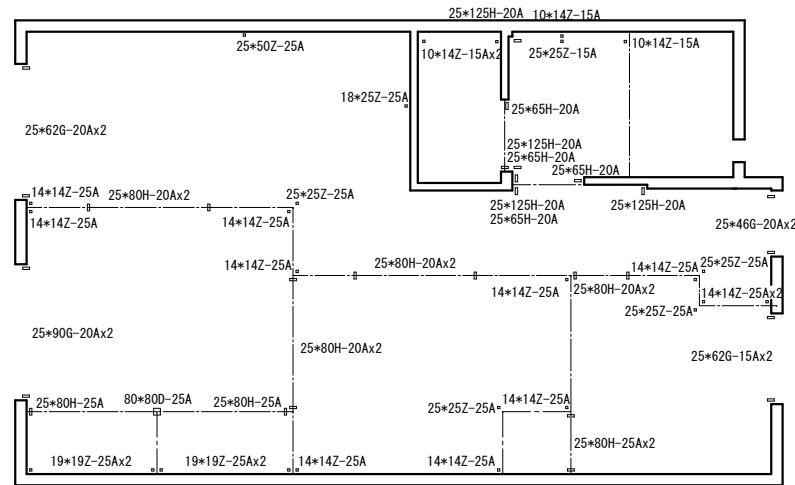 25*125H-20A
10*14Z-15A
25*50Z-25A
10*14Z-15Ax2
25*25Z-15A
10*14Z-15A
18*25Z-25A
25*65H-20A
25*62G-20Ax2
25*125H-20A
25*65H-20A
25*65H-20A
14*14Z-25A
25*80H-20Ax2
25*25Z-25A
25*125H-20A
25*125H-20A
14*14Z-25A
14*14Z-25A
25*65H-20A
25*46G-20Ax2
14*14Z-25A
25*80H-20Ax2
14*14Z-25A
25*25Z-25A
14*14Z-25A
25*80H-20Ax2
14*14Z-25Ax2
25*25Z-25A
25*90G-20Ax2
25*80H-20Ax2
25*62G-15Ax2
25*80H-25A
80*80D-25A
25*80H-25A
14*14Z-25A
25*25Z-25A
25*80H-25Ax2
19*19Z-25Ax2
19*19Z-25Ax2
14*14Z-25A
14*14Z-25A